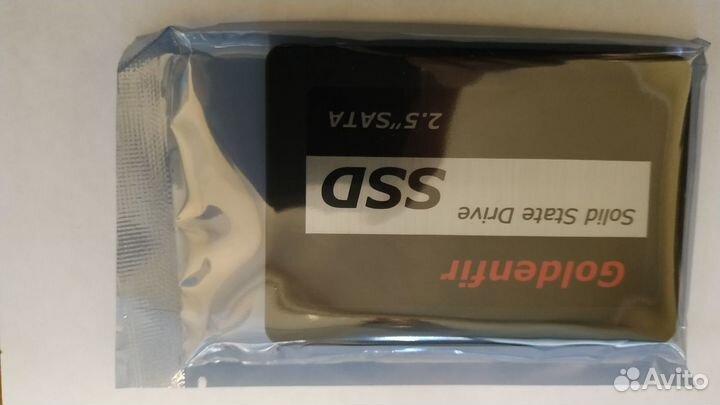 Goldenfir
Solid State Drive SSD
2.5"SATA
Avito